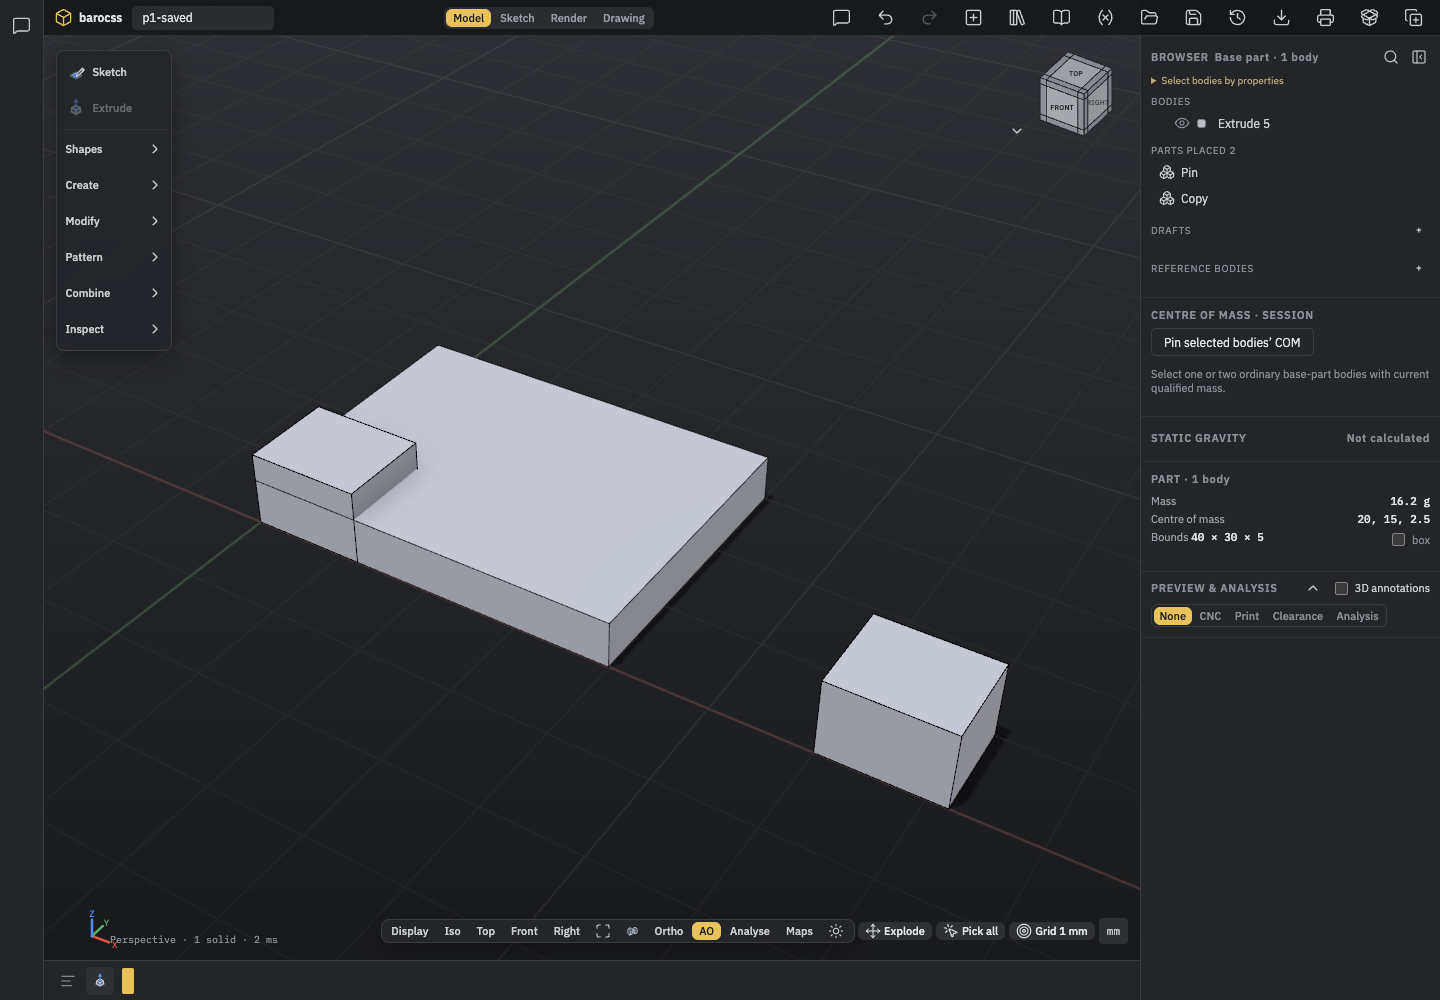 barocss
p1-saved
Model Sketch Render Drawing
Sketch
Extrude
Shapes
Create
Modify
Pattern
Combine
Inspect
TOP
FRONT
RIGHT
BROWSER Base part · 1 body
Select bodies by properties
BODIES
Extrude 5
PARTS PLACED 2
Pin
Copy
DRAFTS +
REFERENCE BODIES +
CENTRE OF MASS · SESSION
Pin selected bodies’ COM
Select one or two ordinary base-part bodies with current
qualified mass.
STATIC GRAVITY Not calculated
PART · 1 body
Mass 16.2 g
Centre of mass 20, 15, 2.5
Bounds 40 × 30 × 5 box
PREVIEW & ANALYSIS 3D annotations
None CNC Print Clearance Analysis
Z
Y
X
Perspective · 1 solid · 2 ms
Display Iso Top Front Right Ortho AO Analyse Maps Explode Pick all Grid 1 mm mm